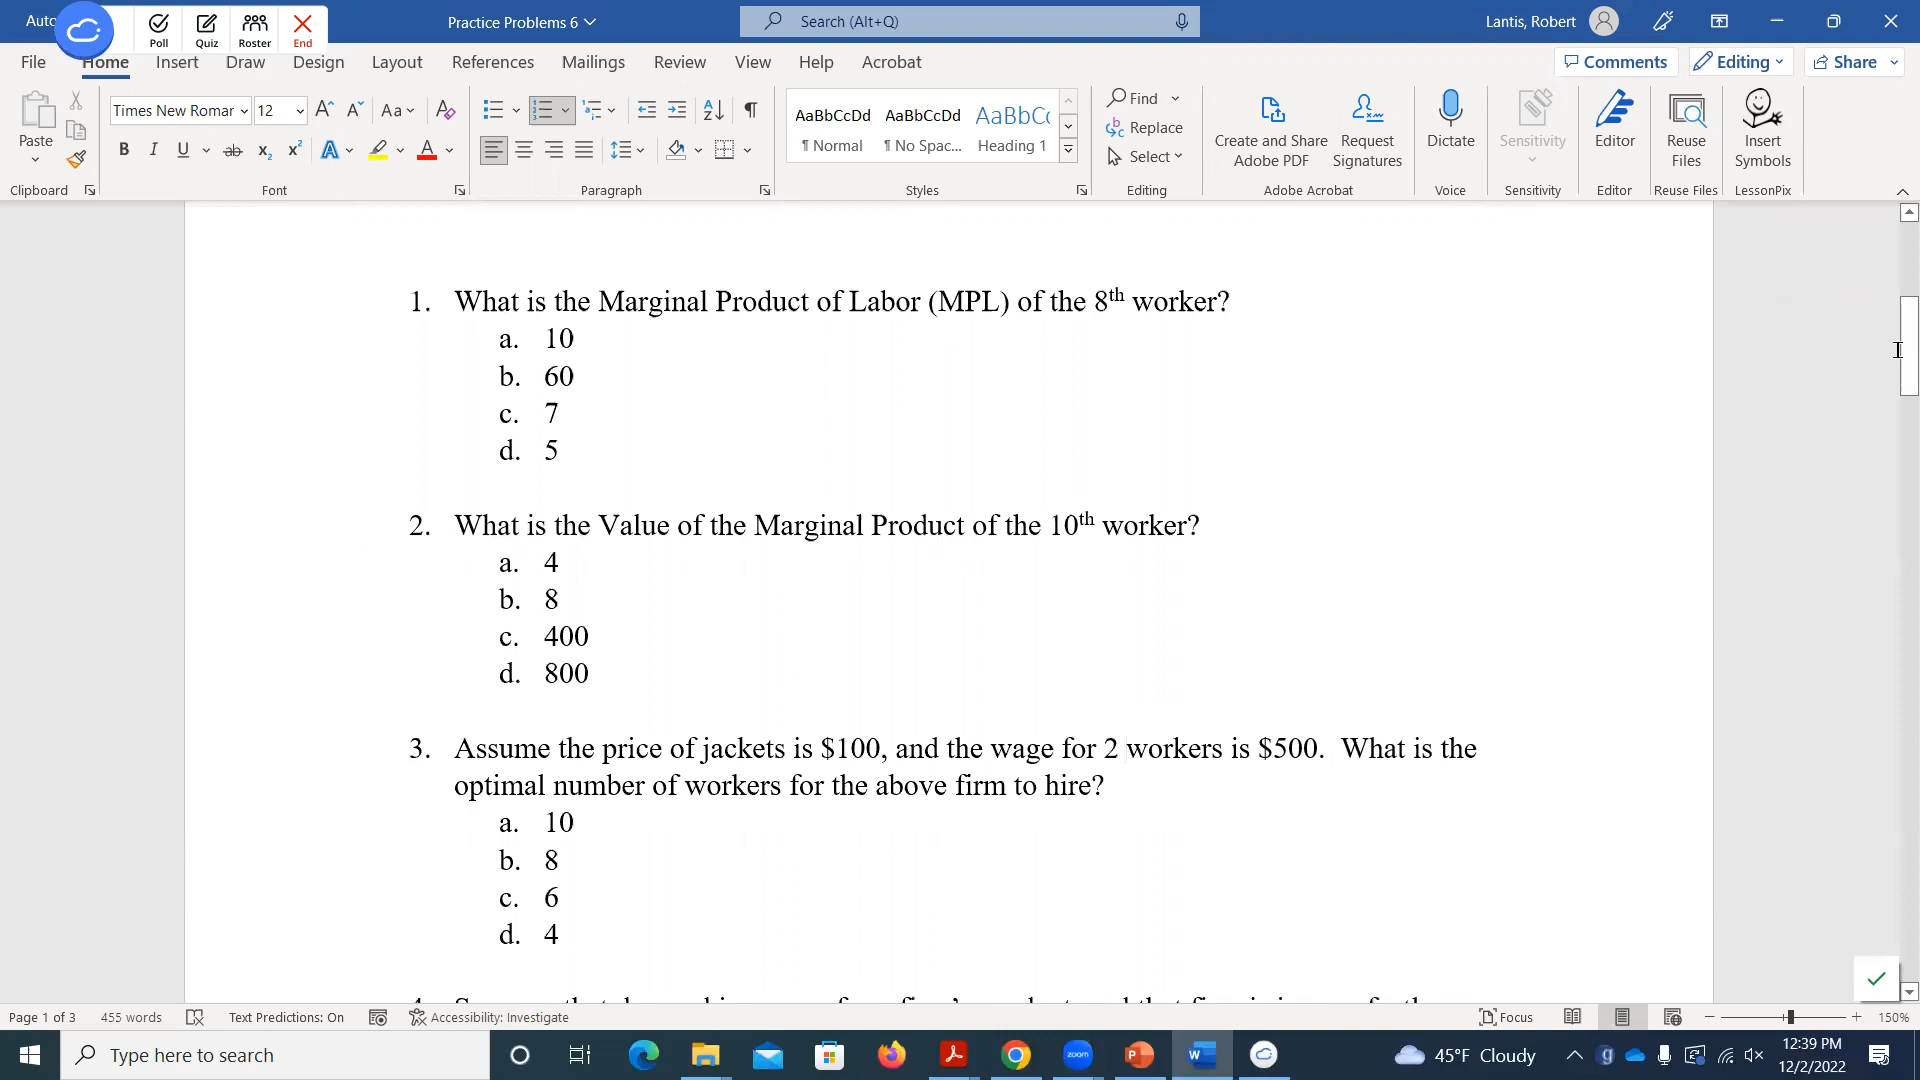 Auto
Poll Quiz Roster End
Practice Problems 6
Search (Alt+Q)
Lantis, Robert
File Home Insert Draw Design Layout References Mailings Review View Help Acrobat
Comments Editing Share
Paste
Times New Romar 12
B I U ab x2 x2 A A
AaBbCcDd AaBbCcDd AaBbCc
¶ Normal ¶ No Spac... Heading 1
Find
Replace
Select
Create and Share Adobe PDF
Request Signatures
Dictate
Sensitivity
Editor
Reuse Files
Insert Symbols
Clipboard Font Paragraph Styles Editing Adobe Acrobat Voice Sensitivity Editor Reuse Files LessonPix
1. What is the Marginal Product of Labor (MPL) of the 8th worker?
a. 10
b. 60
c. 7
d. 5
2. What is the Value of the Marginal Product of the 10th worker?
a. 4
b. 8
c. 400
d. 800
3. Assume the price of jackets is $100, and the wage for 2 workers is $500. What is the
optimal number of workers for the above firm to hire?
a. 10
b. 8
c. 6
d. 4
Page 1 of 3 455 words Text Predictions: On Accessibility: Investigate Focus 150%
Type here to search
zoom
45°F Cloudy
12:39 PM
12/2/2022